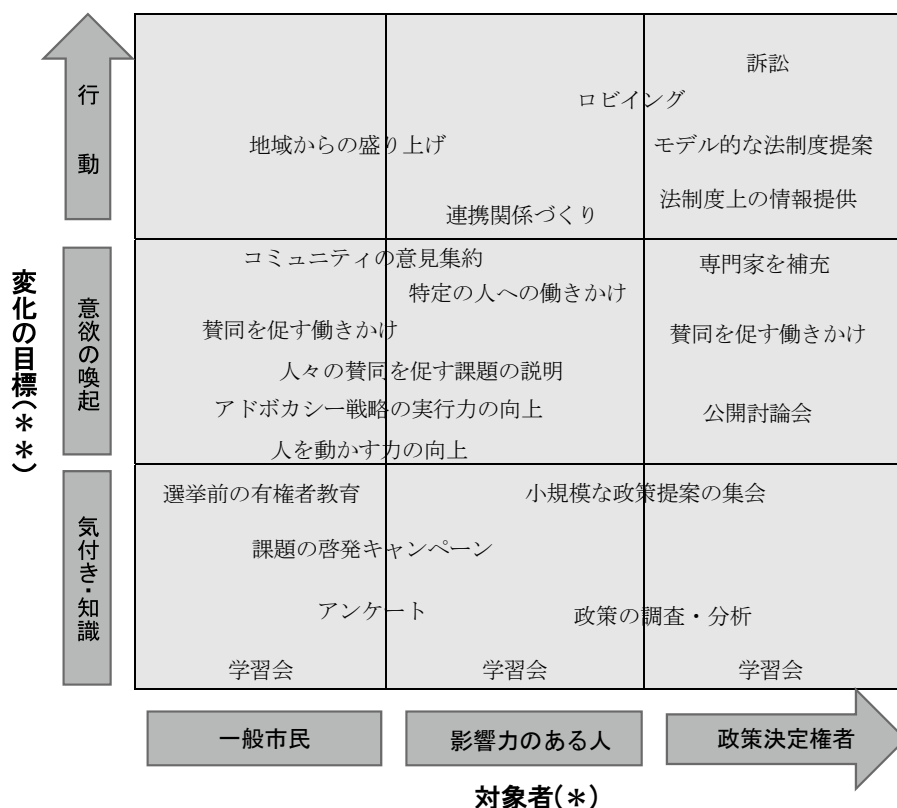 訴訟
ロビイング
地域からの盛り上げ
モデル的な法制度提案
連携関係づくり
法制度上の情報提供
コミュニティの意見集約
専門家を補充
特定の人への働きかけ
賛同を促す働きかけ
賛同を促す働きかけ
人々の賛同を促す課題の説明
アドボカシー戦略の実行力の向上
公開討論会
人を動かす力の向上
選挙前の有権者教育
小規模な政策提案の集会
課題の啓発キャンペーン
アンケート
政策の調査・分析
学習会
学習会
学習会
行動
意欲の喚起
気付き・知識
変化の目標(**)
一般市民
影響力のある人
政策決定権者
対象者(*)